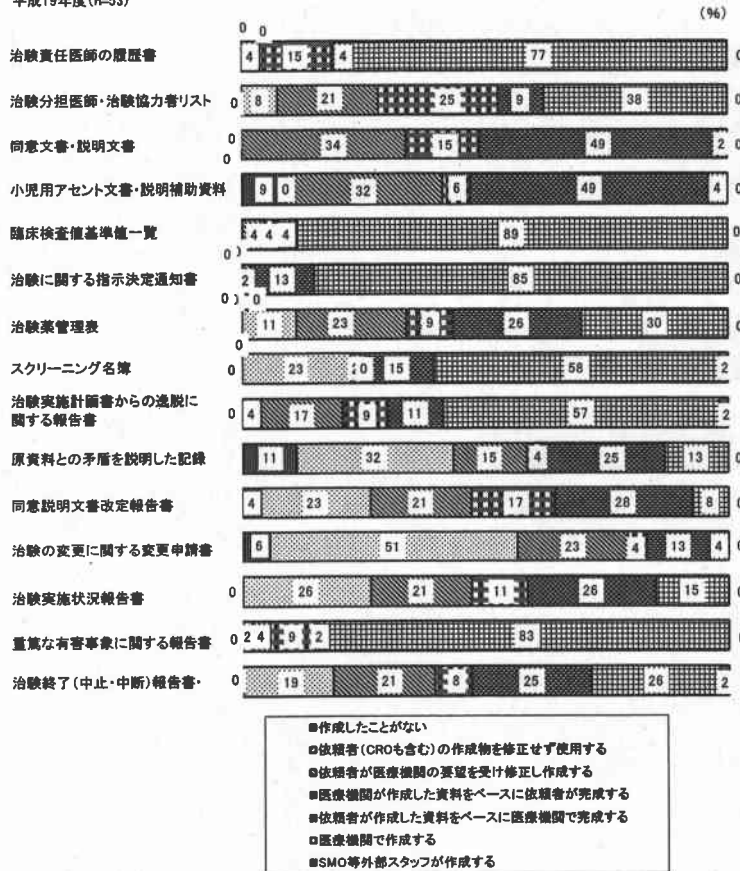 平成19年度(n=53)
(%)
0 0
治験責任医師の履歴書 4 15 4 77 0
治験分担医師・治験協力者リスト 0 8 21 25 9 38 0
同意文書・説明文書 0 0 34 15 49 2 0
小児用アセント文書・説明補助資料 9 0 32 6 49 4 0
臨床検査値基準値一覧 4 4 4 89 0
0
治験に関する指示決定通知書 2 13 85 0
0 0
治験薬管理表 11 23 9 26 30 0
0
スクリーニング名簿 0 23 2 0 15 58 2
治験実施計画書からの逸脱に
関する報告書 0 4 17 9 11 57 2
原資料との矛盾を説明した記録 11 32 15 4 25 13 0
同意説明文書改定報告書 4 23 21 17 28 8 0
治験の変更に関する変更申請書 6 51 23 4 13 4 0
治験実施状況報告書 0 26 21 11 26 15 0
重篤な有害事象に関する報告書 0 2 4 9 2 83 0
治験終了(中止・中断)報告書・ 0 19 21 8 25 26 2
作成したことがない
依頼者(CROも含む)の作成物を修正せず使用する
依頼者が医療機関の要望を受け修正し作成する
医療機関が作成した資料をベースに依頼者が完成する
依頼者が作成した資料をベースに医療機関で完成する
医療機関で作成する
SMO等外部スタッフが作成する